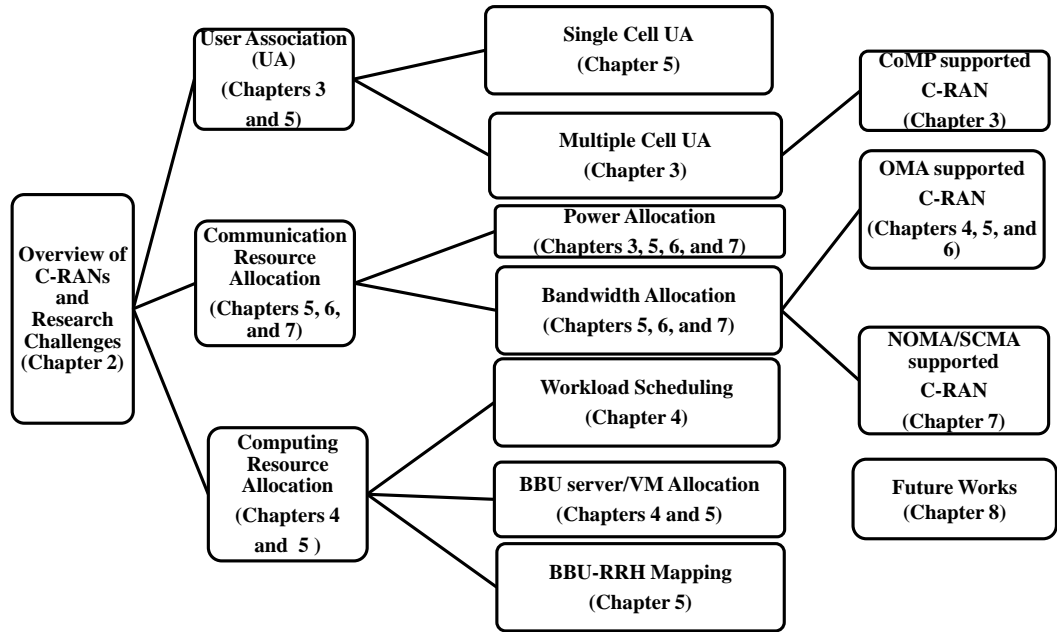 Overview of
C-RANs
and
Research
Challenges
(Chapter 2)
User Association
(UA)
(Chapters 3
and 5)
Communication
Resource
Allocation
(Chapters 5, 6,
and 7)
Computing
Resource
Allocation
(Chapters 4
and 5 )
Single Cell UA
(Chapter 5)
Multiple Cell UA
(Chapter 3)
Power Allocation
(Chapters 3, 5, 6, and 7)
Bandwidth Allocation
(Chapters 5, 6, and 7)
Workload Scheduling
(Chapter 4)
BBU server/VM Allocation
(Chapters 4 and 5)
BBU-RRH Mapping
(Chapter 5)
CoMP supported
C-RAN
(Chapter 3)
OMA supported
C-RAN
(Chapters 4, 5, and
6)
NOMA/SCMA
supported
C-RAN
(Chapter 7)
Future Works
(Chapter 8)